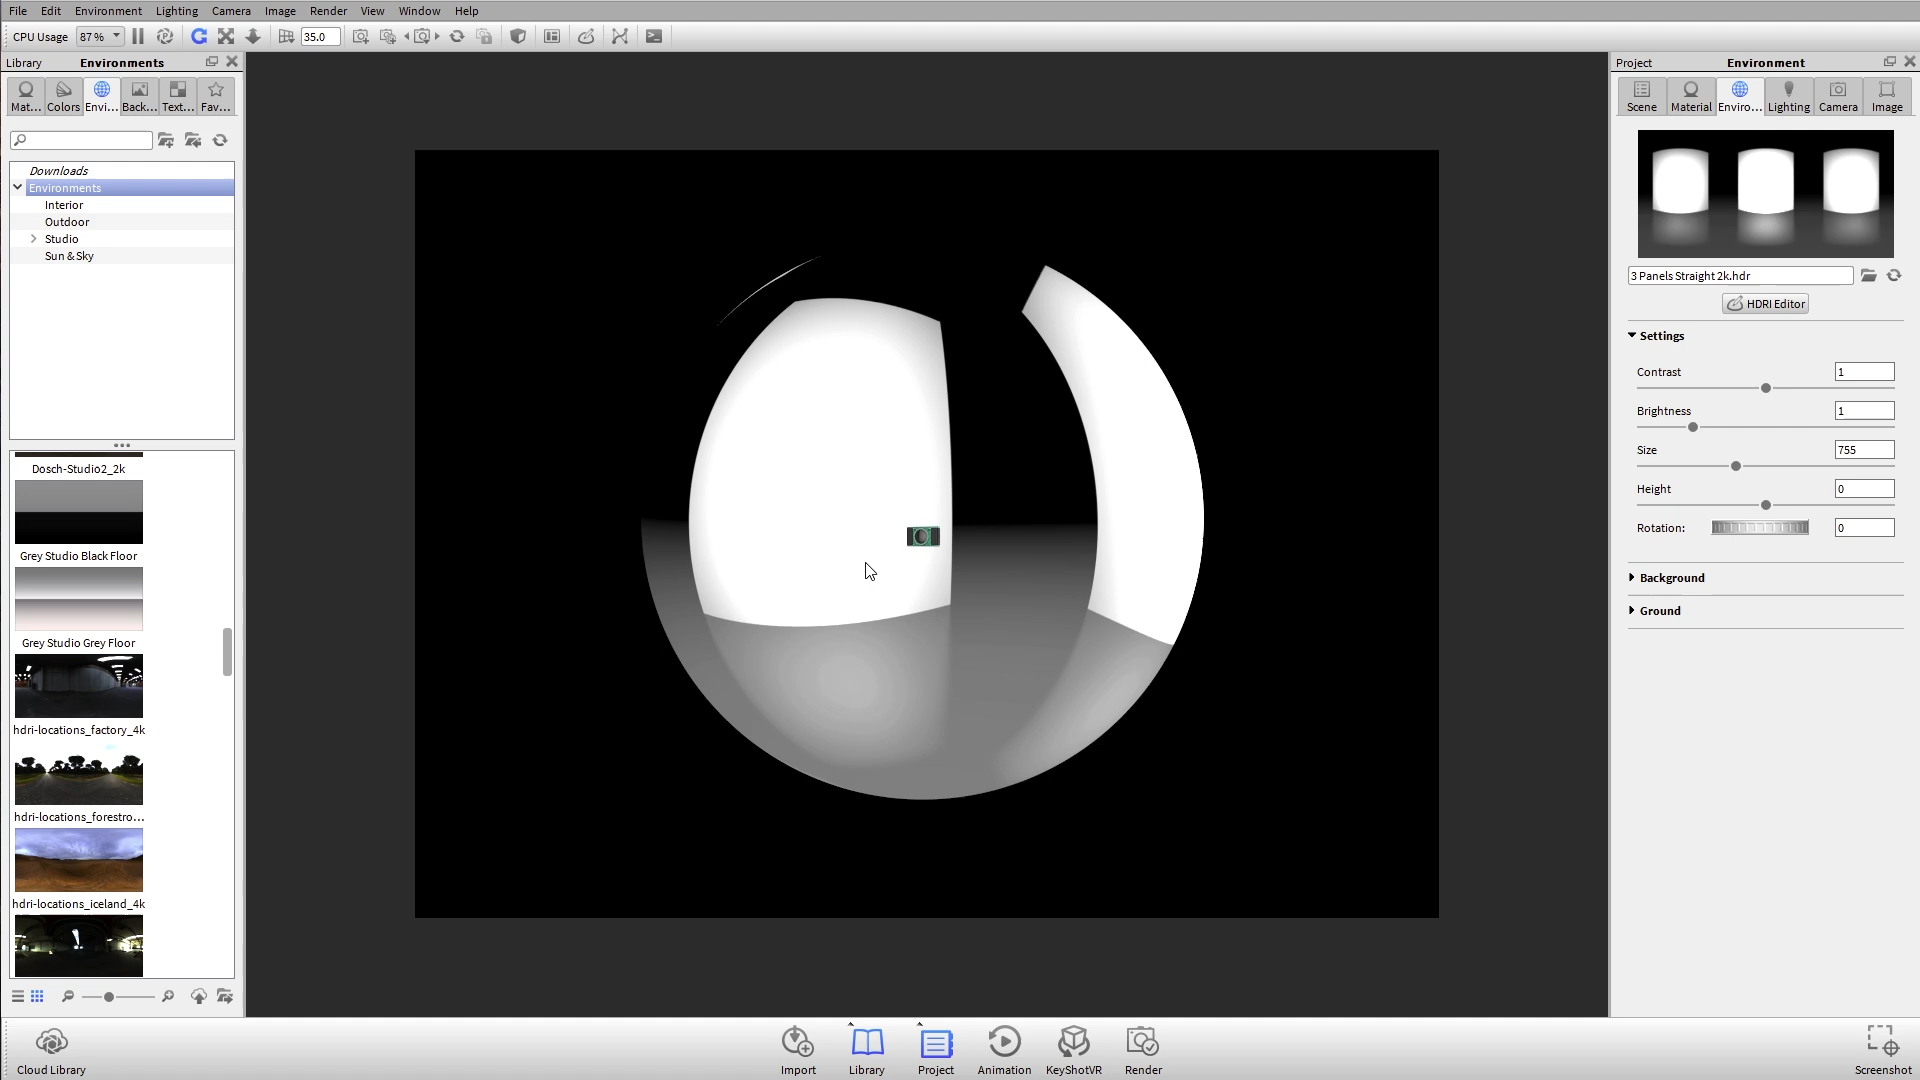 File Edit Environment Lighting Camera Image Render View Window Help
CPU Usage 87 % 35.0
Library Environments
Mat... Colors Envi... Back... Text... Fav...
Downloads
Environments
Interior
Outdoor
Studio
Sun & Sky
Dosch-Studio2_2k
Grey Studio Black Floor
Grey Studio Grey Floor
hdri-locations_factory_4k
hdri-locations_forestro...
hdri-locations_iceland_4k
Project Environment
Scene Material Enviro... Lighting Camera Image
3 Panels Straight 2k.hdr
HDRI Editor
Settings
Contrast 1
Brightness 1
Size 755
Height 0
Rotation: 0
Background
Ground
Cloud Library Import Library Project Animation KeyShotVR Render Screenshot